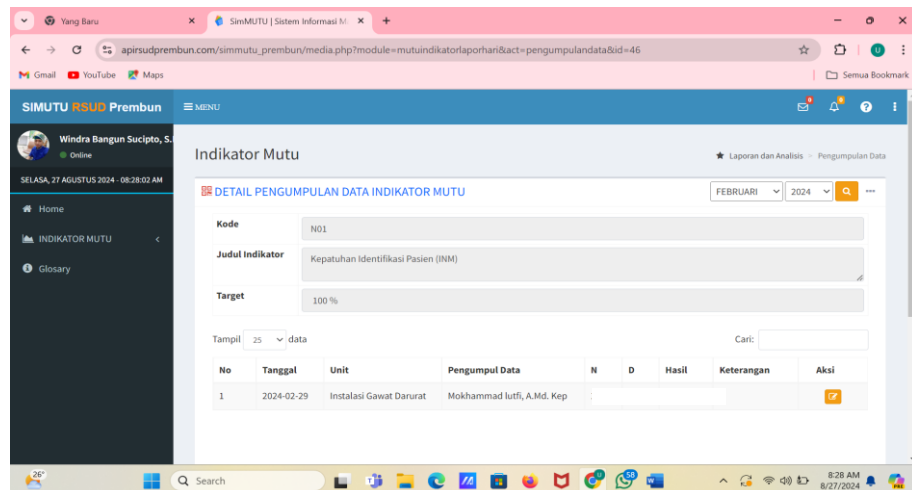 Yang Baru
SimMUTU | Sistem Informasi M
apirsudprembun.com/simmutu_prembun/media.php?module=mutuindikatorlaporhari&act=pengumpulandata&id=46
U
Gmail YouTube Maps Semua Bookmark
SIMUTU RSUD Prembun MENU
Windra Bangun Sucipto, S.
Online
SELASA, 27 AGUSTUS 2024 - 08:28:02 AM
Home
INDIKATOR MUTU
Glosary
Indikator Mutu
Laporan dan Analisis > Pengumpulan Data
DETAIL PENGUMPULAN DATA INDIKATOR MUTU
FEBRUARI 2024
Kode N01
Judul Indikator Kepatuhan Identifikasi Pasien (INM)
Target 100 %
Tampil 25 data Cari:
No Tanggal Unit Pengumpul Data N D Hasil Keterangan Aksi
1 2024-02-29 Instalasi Gawat Darurat Mokhammad lutfi, A.Md. Kep
26°
Search
58
8:28 AM
8/27/2024